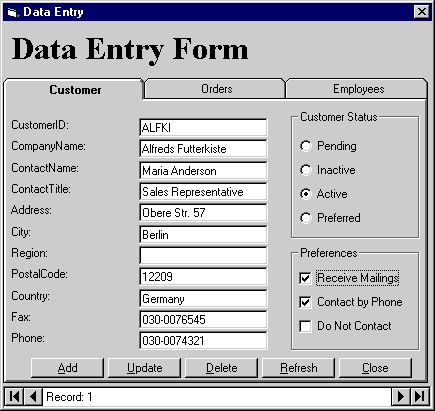 Data Entry
Data Entry Form
Customer Orders Employees
CustomerID: ALFKI
CompanyName: Alfreds Futterkiste
ContactName: Maria Anderson
ContactTitle: Sales Representative
Address: Obere Str. 57
City: Berlin
Region:
PostalCode: 12209
Country: Germany
Fax: 030-0076545
Phone: 030-0074321
Customer Status
Pending
Inactive
Active
Preferred
Preferences
Receive Mailings
Contact by Phone
Do Not Contact
Add Update Delete Refresh Close
Record: 1